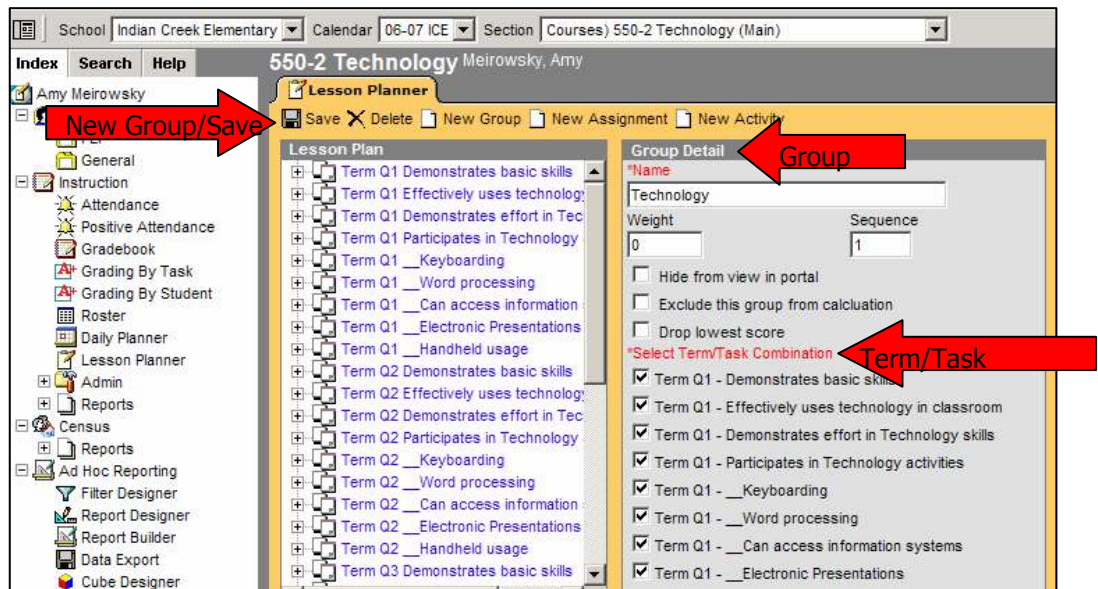 School Indian Creek Elementary Calendar 06-07 ICE Section Courses) 550-2 Technology (Main)
Index Search Help
550-2 Technology Meirowsky, Amy
Lesson Planner
Save Delete New Group New Assignment New Activity
New Group/Save
Group
Term/Task
Amy Meirowsky
General
Instruction
Attendance
Positive Attendance
Gradebook
Grading By Task
Grading By Student
Roster
Daily Planner
Lesson Planner
Admin
Reports
Census
Reports
Ad Hoc Reporting
Filter Designer
Report Designer
Report Builder
Data Export
Cube Designer
Lesson Plan
Term Q1 Demonstrates basic skills
Term Q1 Effectively uses technology
Term Q1 Demonstrates effort in Tec
Term Q1 Participates in Technology
Term Q1 __Keyboarding
Term Q1 __Word processing
Term Q1 __Can access information
Term Q1 __Electronic Presentations
Term Q1 __Handheld usage
Term Q2 Demonstrates basic skills
Term Q2 Effectively uses technology
Term Q2 Demonstrates effort in Tec
Term Q2 Participates in Technology
Term Q2 __Keyboarding
Term Q2 __Word processing
Term Q2 __Can access information
Term Q2 __Electronic Presentations
Term Q2 __Handheld usage
Term Q3 Demonstrates basic skills
Group Detail
*Name
Technology
Weight Sequence
0 1
Hide from view in portal
Exclude this group from calcluation
Drop lowest score
*Select Term/Task Combination
Term Q1 - Demonstrates basic skills
Term Q1 - Effectively uses technology in classroom
Term Q1 - Demonstrates effort in Technology skills
Term Q1 - Participates in Technology activities
Term Q1 - __Keyboarding
Term Q1 - __Word processing
Term Q1 - __Can access information systems
Term Q1 - __Electronic Presentations